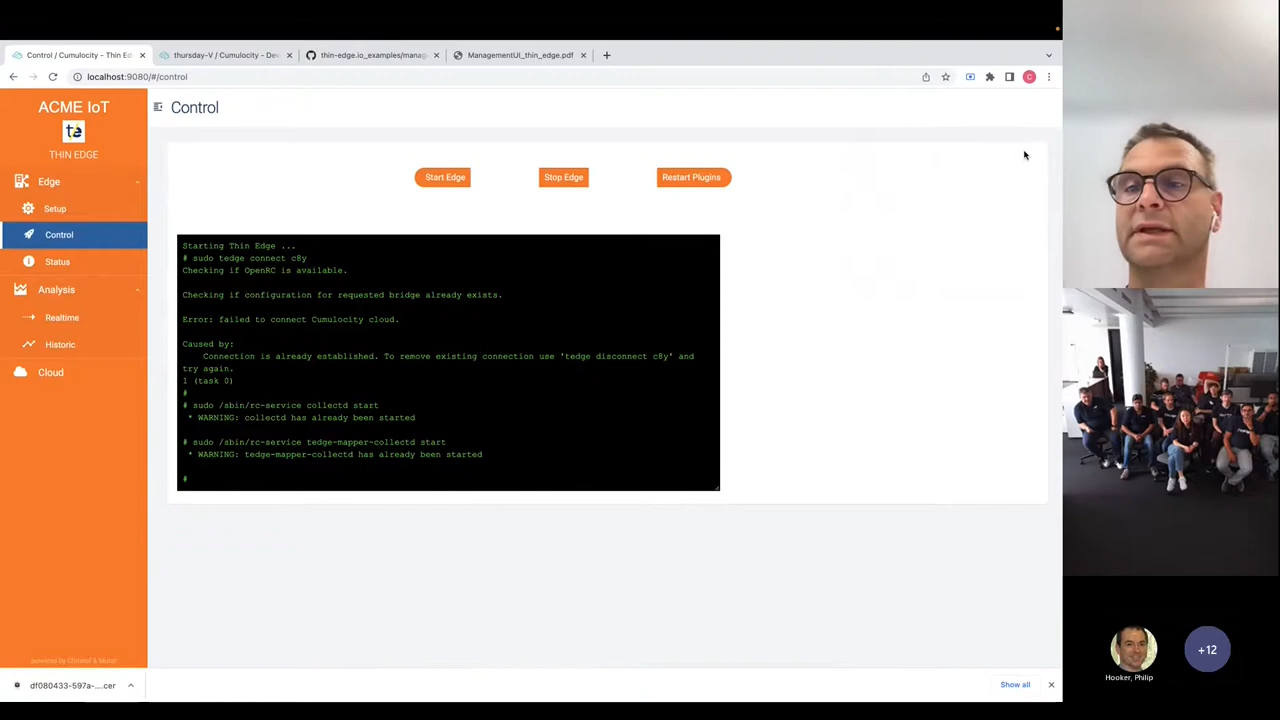 Control / Cumulocity - Thin Ed
thursday-V / Cumulocity - Dev
thin-edge.io_examples/manag
ManagementUI_thin_edge.pdf
localhost:9080/#/control
C
ACME IoT
te
THIN EDGE
Edge
Setup
Control
Status
Analysis
Realtime
Historic
Cloud
powered by Christof & Murat
Control
Start Edge
Stop Edge
Restart Plugins
Starting Thin Edge ...
# sudo tedge connect c8y
Checking if OpenRC is available.
Checking if configuration for requested bridge already exists.
Error: failed to connect Cumulocity cloud.
Caused by:
Connection is already established. To remove existing connection use 'tedge disconnect c8y' and
try again.
1 (task 0)
#
# sudo /sbin/rc-service collectd start
* WARNING: collectd has already been started
# sudo /sbin/rc-service tedge-mapper-collectd start
* WARNING: tedge-mapper-collectd has already been started
#
df080433-597a-....cer
Show all
Hooker, Philip
+12